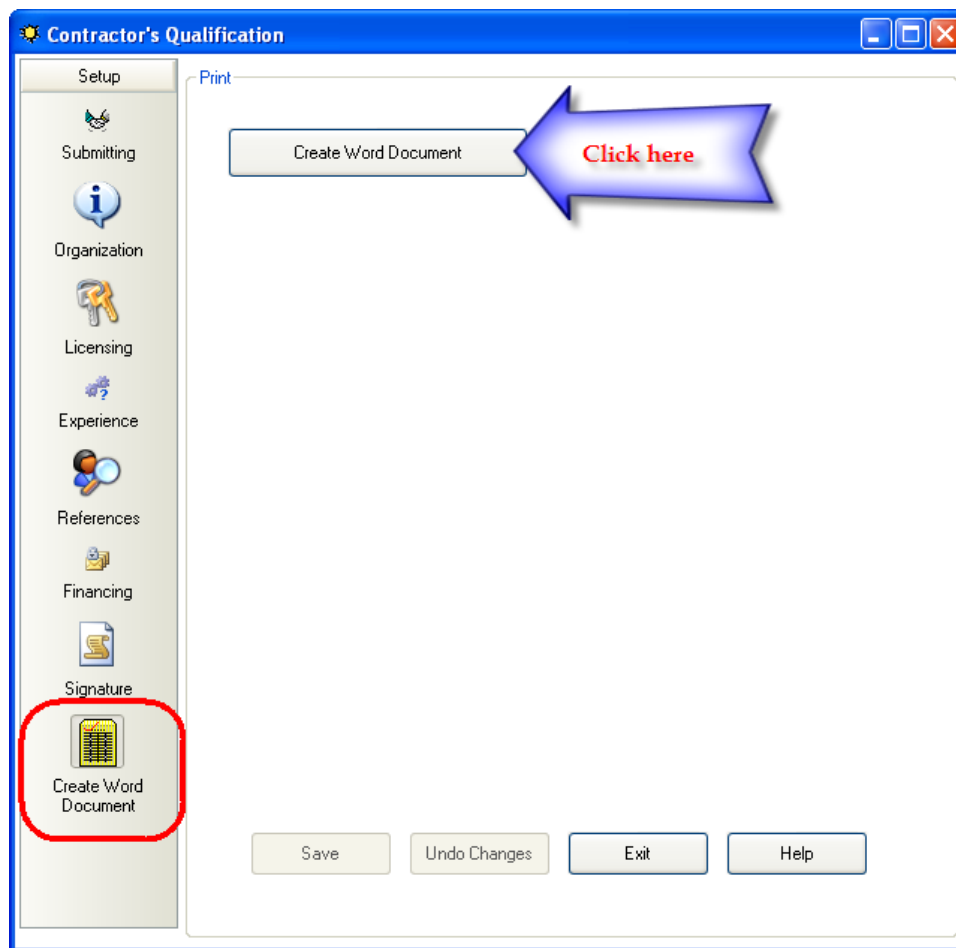 Contractor's Qualification
Setup
Print
Submitting
Create Word Document
Click here
Organization
Licensing
Experience
References
Financing
Signature
Create Word
Document
Save
Undo Changes
Exit
Help